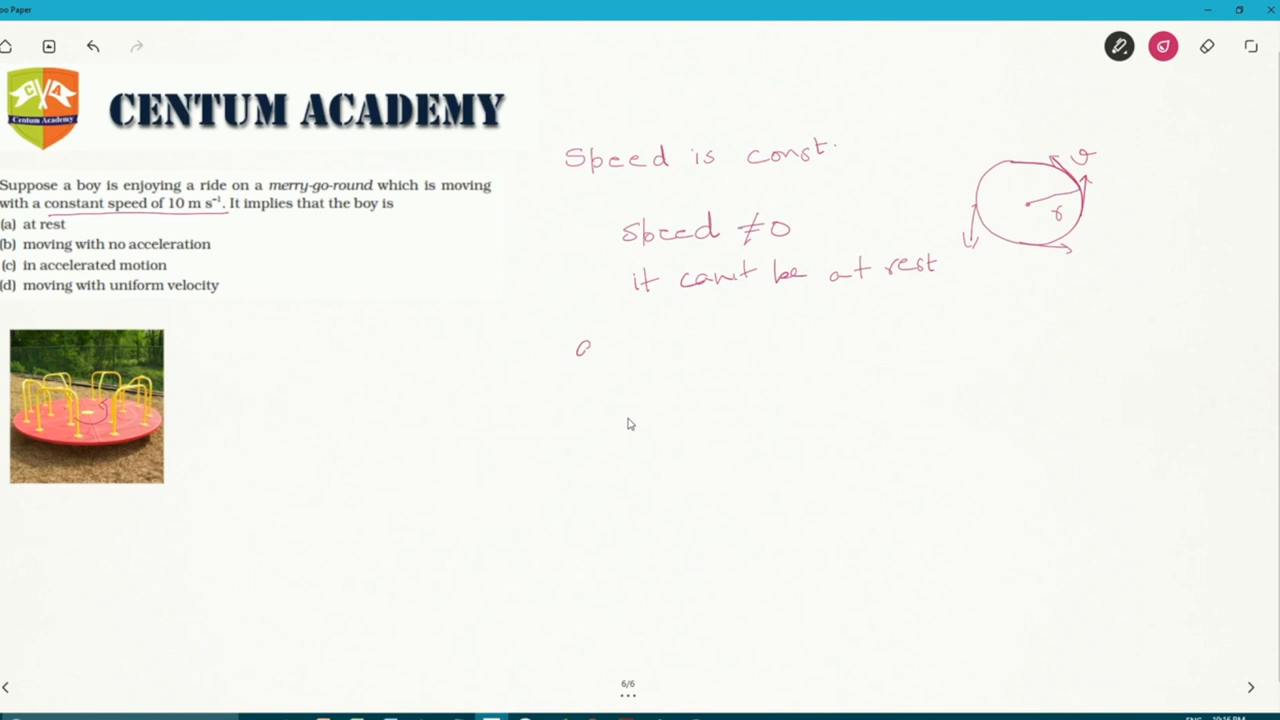 oo Paper
Centum Academy
CENTUM ACADEMY
Suppose a boy is enjoying a ride on a merry-go-round which is moving
with a constant speed of 10 m s⁻¹. It implies that the boy is
(a) at rest
(b) moving with no acceleration
(c) in accelerated motion
(d) moving with uniform velocity
Speed is const.
v
r
Speed ≠ 0
it can't be at rest
6/6